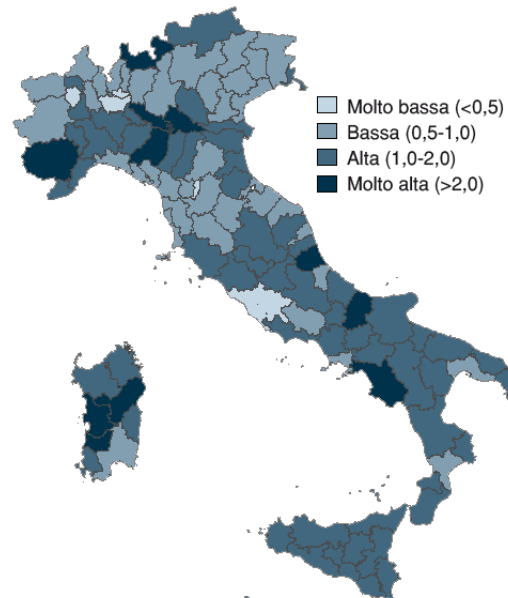 Molto bassa (<0,5)
Bassa (0,5-1,0)
Alta (1,0-2,0)
Molto alta (>2,0)